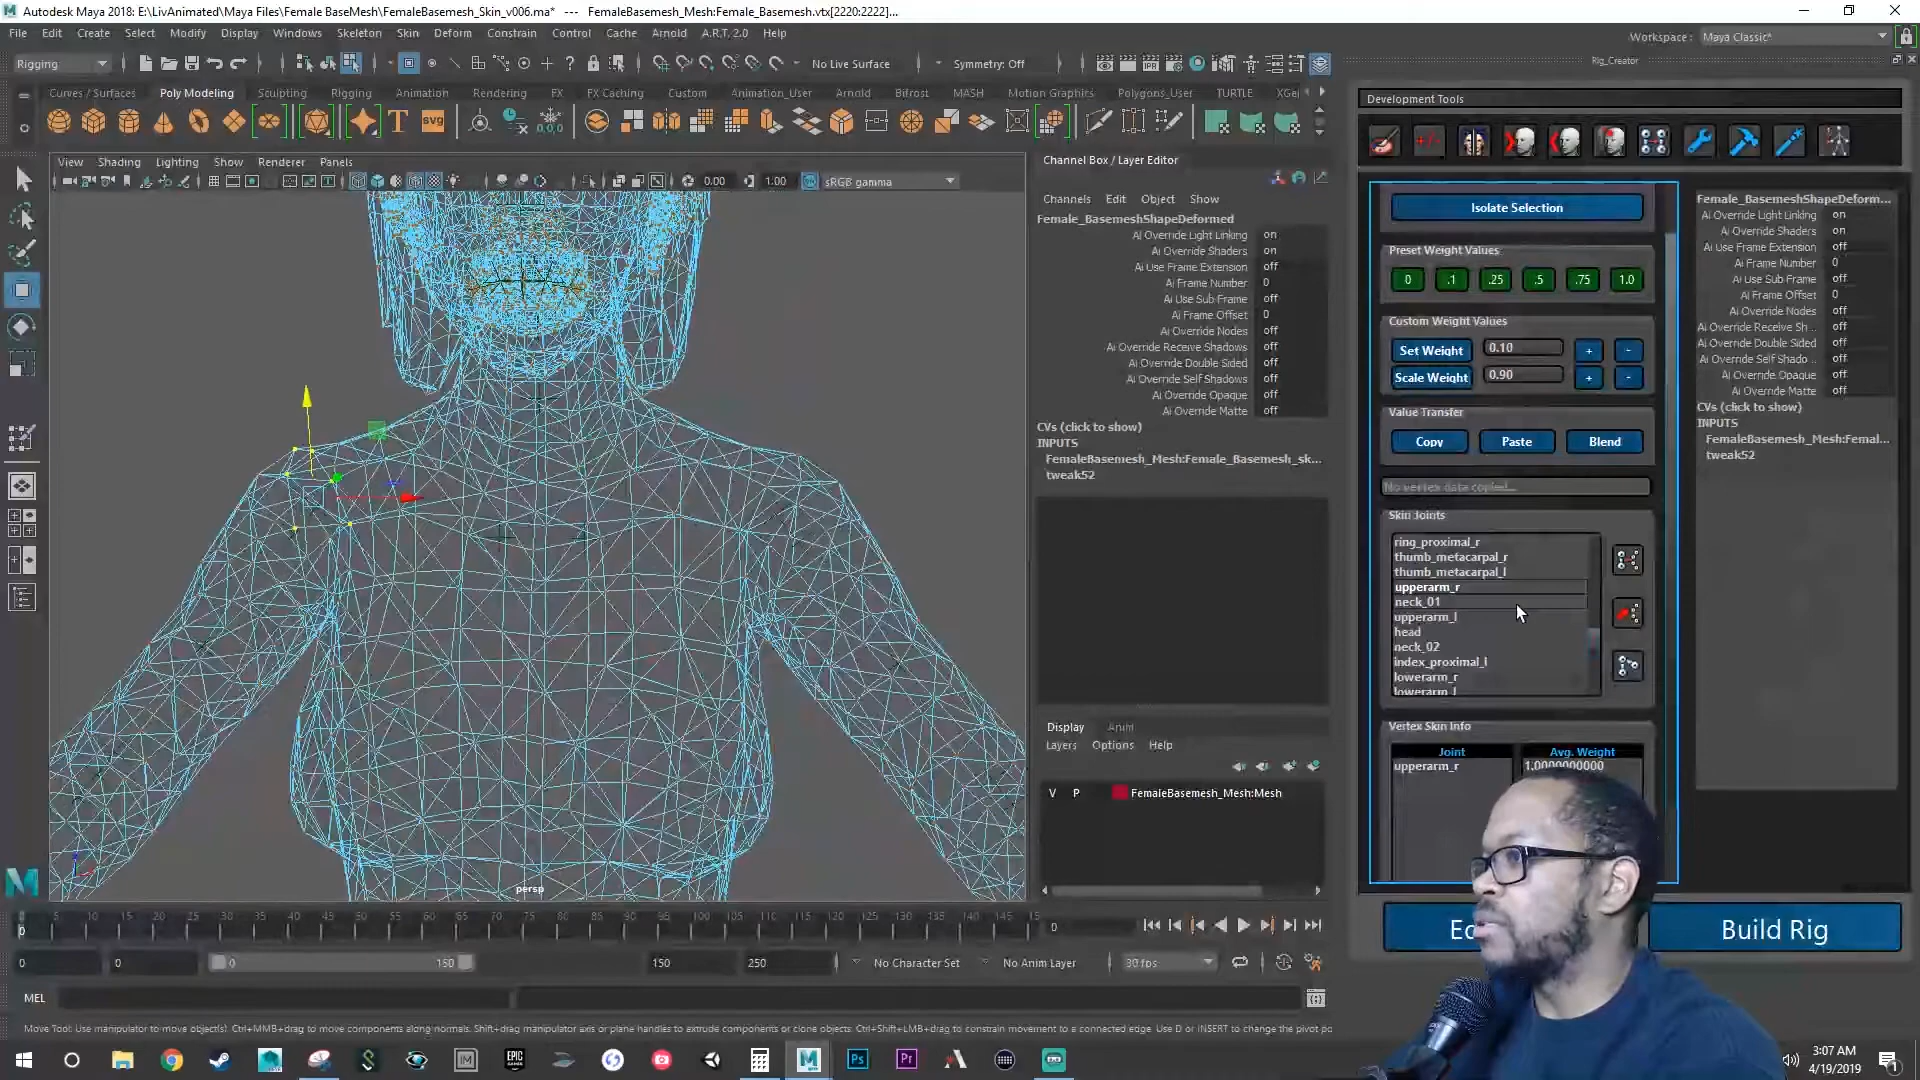 Autodesk Maya 2018: E:\LivAnimated\Maya Files\Female BaseMesh\FemaleBasemesh_Skin_v006.ma* --- FemaleBasemesh_Mesh:Female_Basemesh.vtx[2220:2222]...
File Edit Create Select Modify Display Windows Skeleton Skin Deform Constrain Control Cache Arnold A.R.T. 2.0 Help
Workspace : Maya Classic*
Rigging
No Live Surface
Symmetry: Off
Rig_Creator
Curves / Surfaces Poly Modeling Sculpting Rigging Animation Rendering FX FX Caching Custom Animation_User Arnold Bifrost MASH Motion Graphics Polygons_User TURTLE XGe
Development Tools
T svg
View Shading Lighting Show Renderer Panels
0.00 1.00 sRGB gamma
persp
Channel Box / Layer Editor
Channels Edit Object Show
Female_BasemeshShapeDeformed
Ai Override Light Linking on
Ai Override Shaders on
Ai Use Frame Extension off
Ai Frame Number 0
Ai Use Sub Frame off
Ai Frame Offset 0
Ai Override Nodes off
Ai Override Receive Shadows off
Ai Override Double Sided off
Ai Override Self Shadows off
Ai Override Opaque off
Ai Override Matte off
CVs (click to show)
INPUTS
FemaleBasemesh_Mesh:Female_Basemesh_sk...
tweak52
Display Anim
Layers Options Help
V P FemaleBasemesh_Mesh:Mesh
Isolate Selection
Preset Weight Values
0 .1 .25 .5 .75 1.0
Custom Weight Values
Set Weight 0.10 + -
Scale Weight 0.90 + -
Value Transfer
Copy Paste Blend
No vertex data copied...
Skin Joints
ring_proximal_r
thumb_metacarpal_r
thumb_metacarpal_l
upperarm_r
neck_01
upperarm_l
head
neck_02
index_proximal_l
lowerarm_r
lowerarm_l
Vertex Skin Info
Joint Avg. Weight
upperarm_r 1.0000000000
Female_BasemeshShapeDeform...
Ai Override Light Linking on
Ai Override Shaders on
Ai Use Frame Extension off
Ai Frame Number 0
Ai Use Sub Frame off
Ai Frame Offset 0
Ai Override Nodes off
Ai Override Receive Sh... off
Ai Override Double Sided off
Ai Override Self Shado... off
Ai Override Opaque off
Ai Override Matte off
CVs (click to show)
INPUTS
FemaleBasemesh_Mesh:Femal...
tweak52
Build Rig
0 5 10 15 20 25 30 35 40 45 50 55 60 65 70 75 80 85 90 95 100 105 110 115 120 125 130 135 140 145 15
0 0
0 0 0 150 150 250 No Character Set No Anim Layer 30 fps
MEL
Move Tool: Use manipulator to move object(s). Ctrl+MMB+drag to move components along normals. Shift+drag manipulator axis or plane handles to extrude components or clone objects. Ctrl+Shift+LMB+drag to constrain movement to a connected edge. Use D or INSERT to change the pivot po
EPIC
Ps
Pr
3:07 AM
4/19/2019